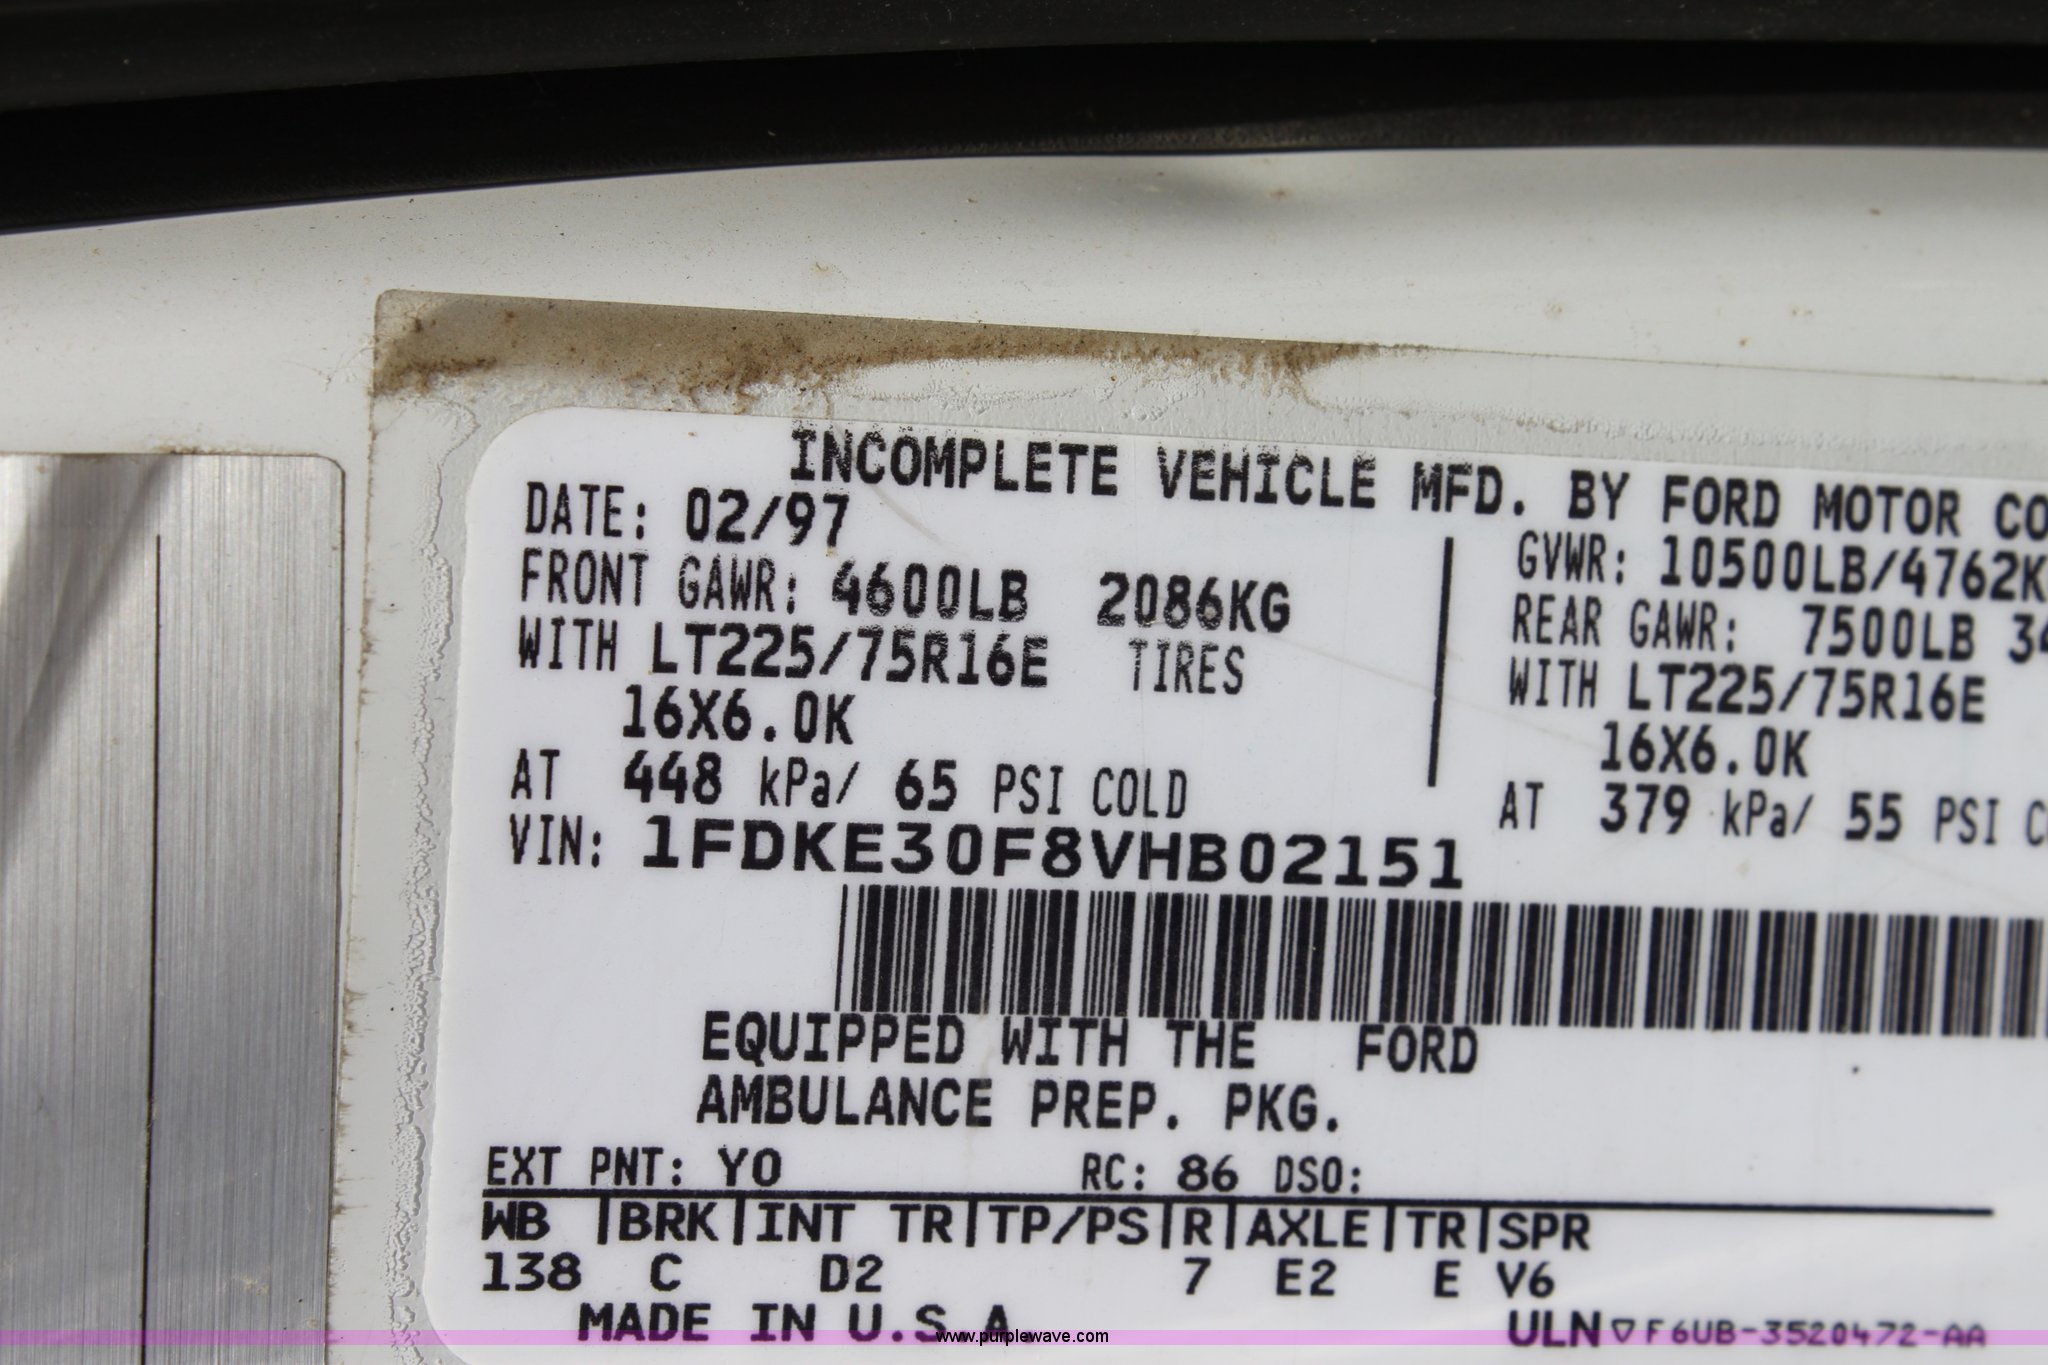 INCOMPLETE VEHICLE MFD. BY FORD MOTOR CO
DATE: 02/97
GVWR: 10500LB/4762K
FRONT GAWR: 4600LB 2086KG
REAR GAWR: 7500LB 34
WITH LT225/75R16E TIRES
WITH LT225/75R16E
16X6.0K
16X6.0K
AT 448 kPa/ 65 PSI COLD
AT 379 kPa/ 55 PSI C
VIN: 1FDKE30F8VHB02151
EQUIPPED WITH THE FORD
AMBULANCE PREP. PKG.
EXT PNT: YO RC: 86 DSO:
WB |BRK|INT TR|TP/PS|R|AXLE|TR|SPR
138 C D2 7 E2 E V6
MADE IN U.S.A
ULN ▽ F6UB-3520472-AA
www.purplewave.com